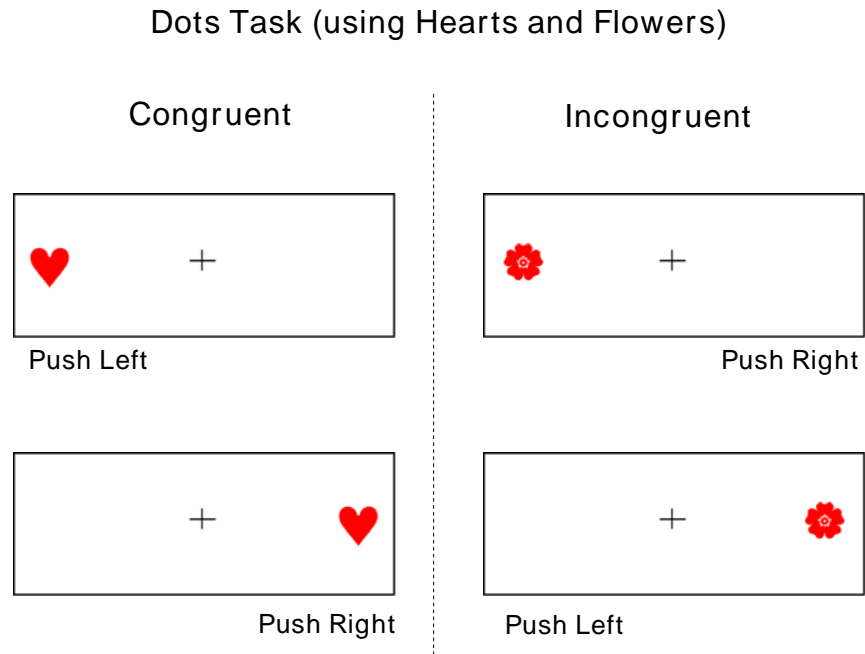 Dots Task (using Hearts and Flowers)
Congruent
Incongruent
Push Left
Push Right
Push Right
Push Left